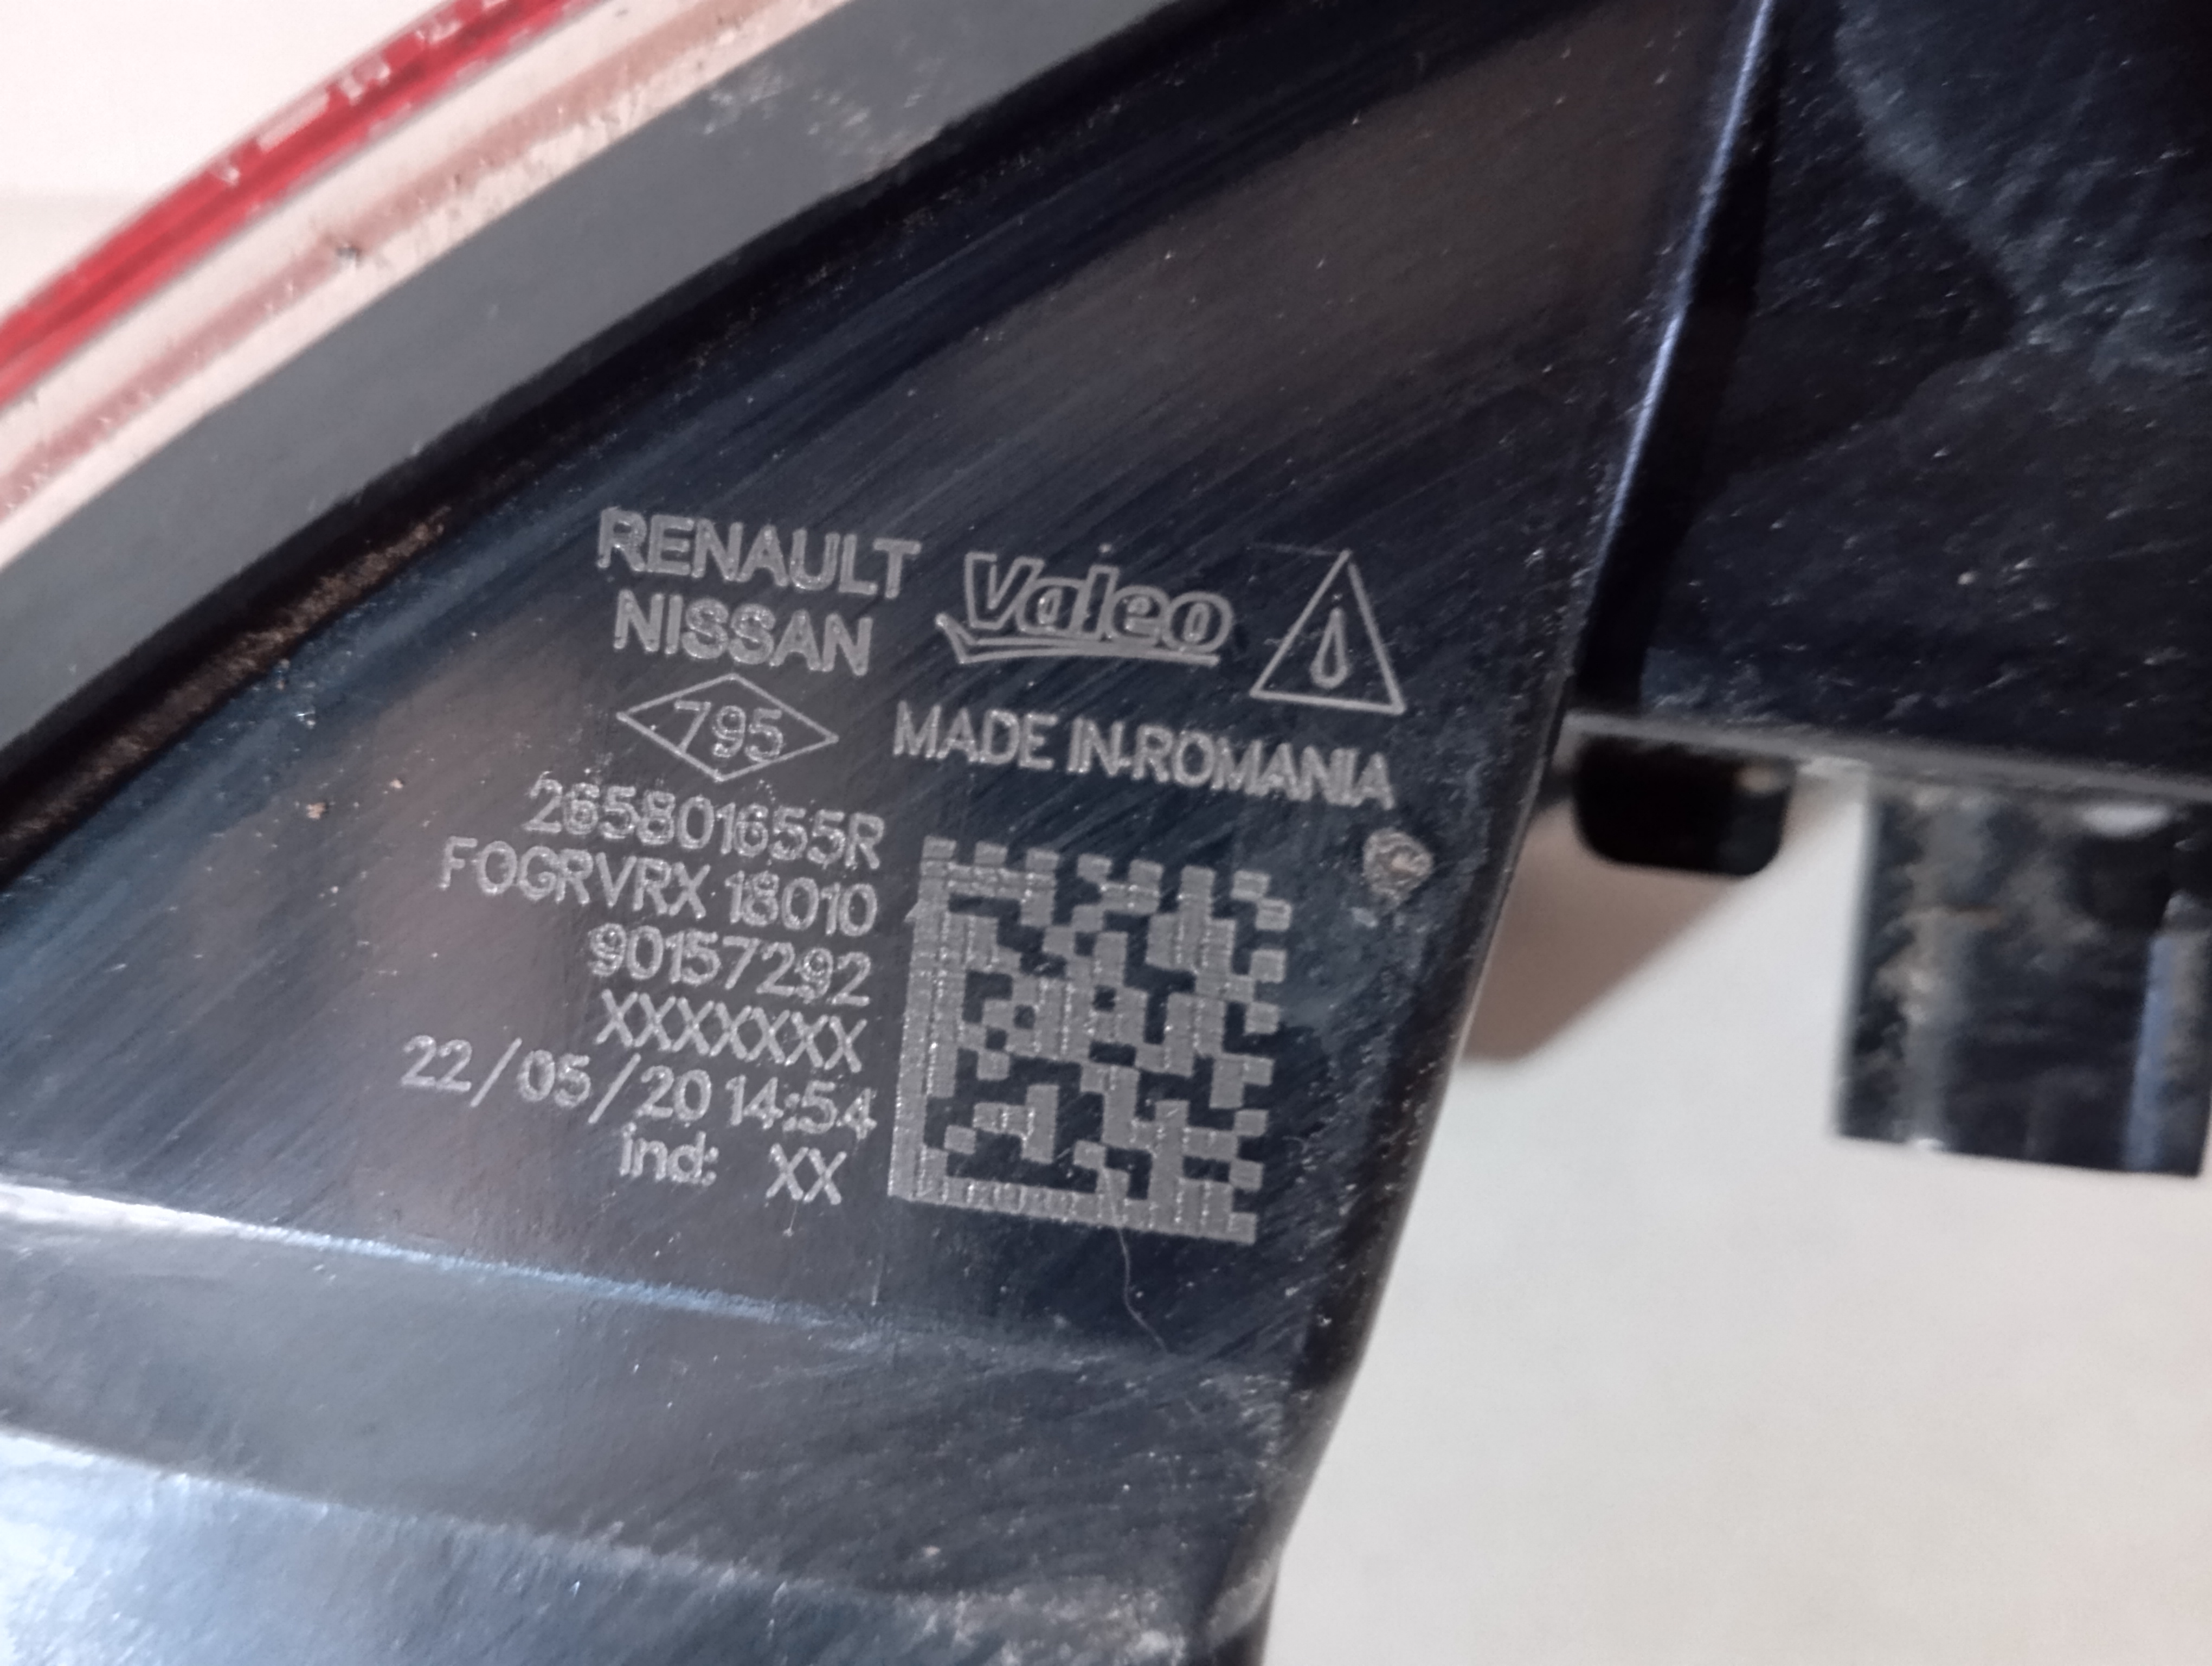 RENAULT
NISSAN
Valeo
795
MADE IN ROMANIA
265801655R
FOGRVRX 18010
90157292
XXXXXXX
22/05/20 14:54
ind: XX